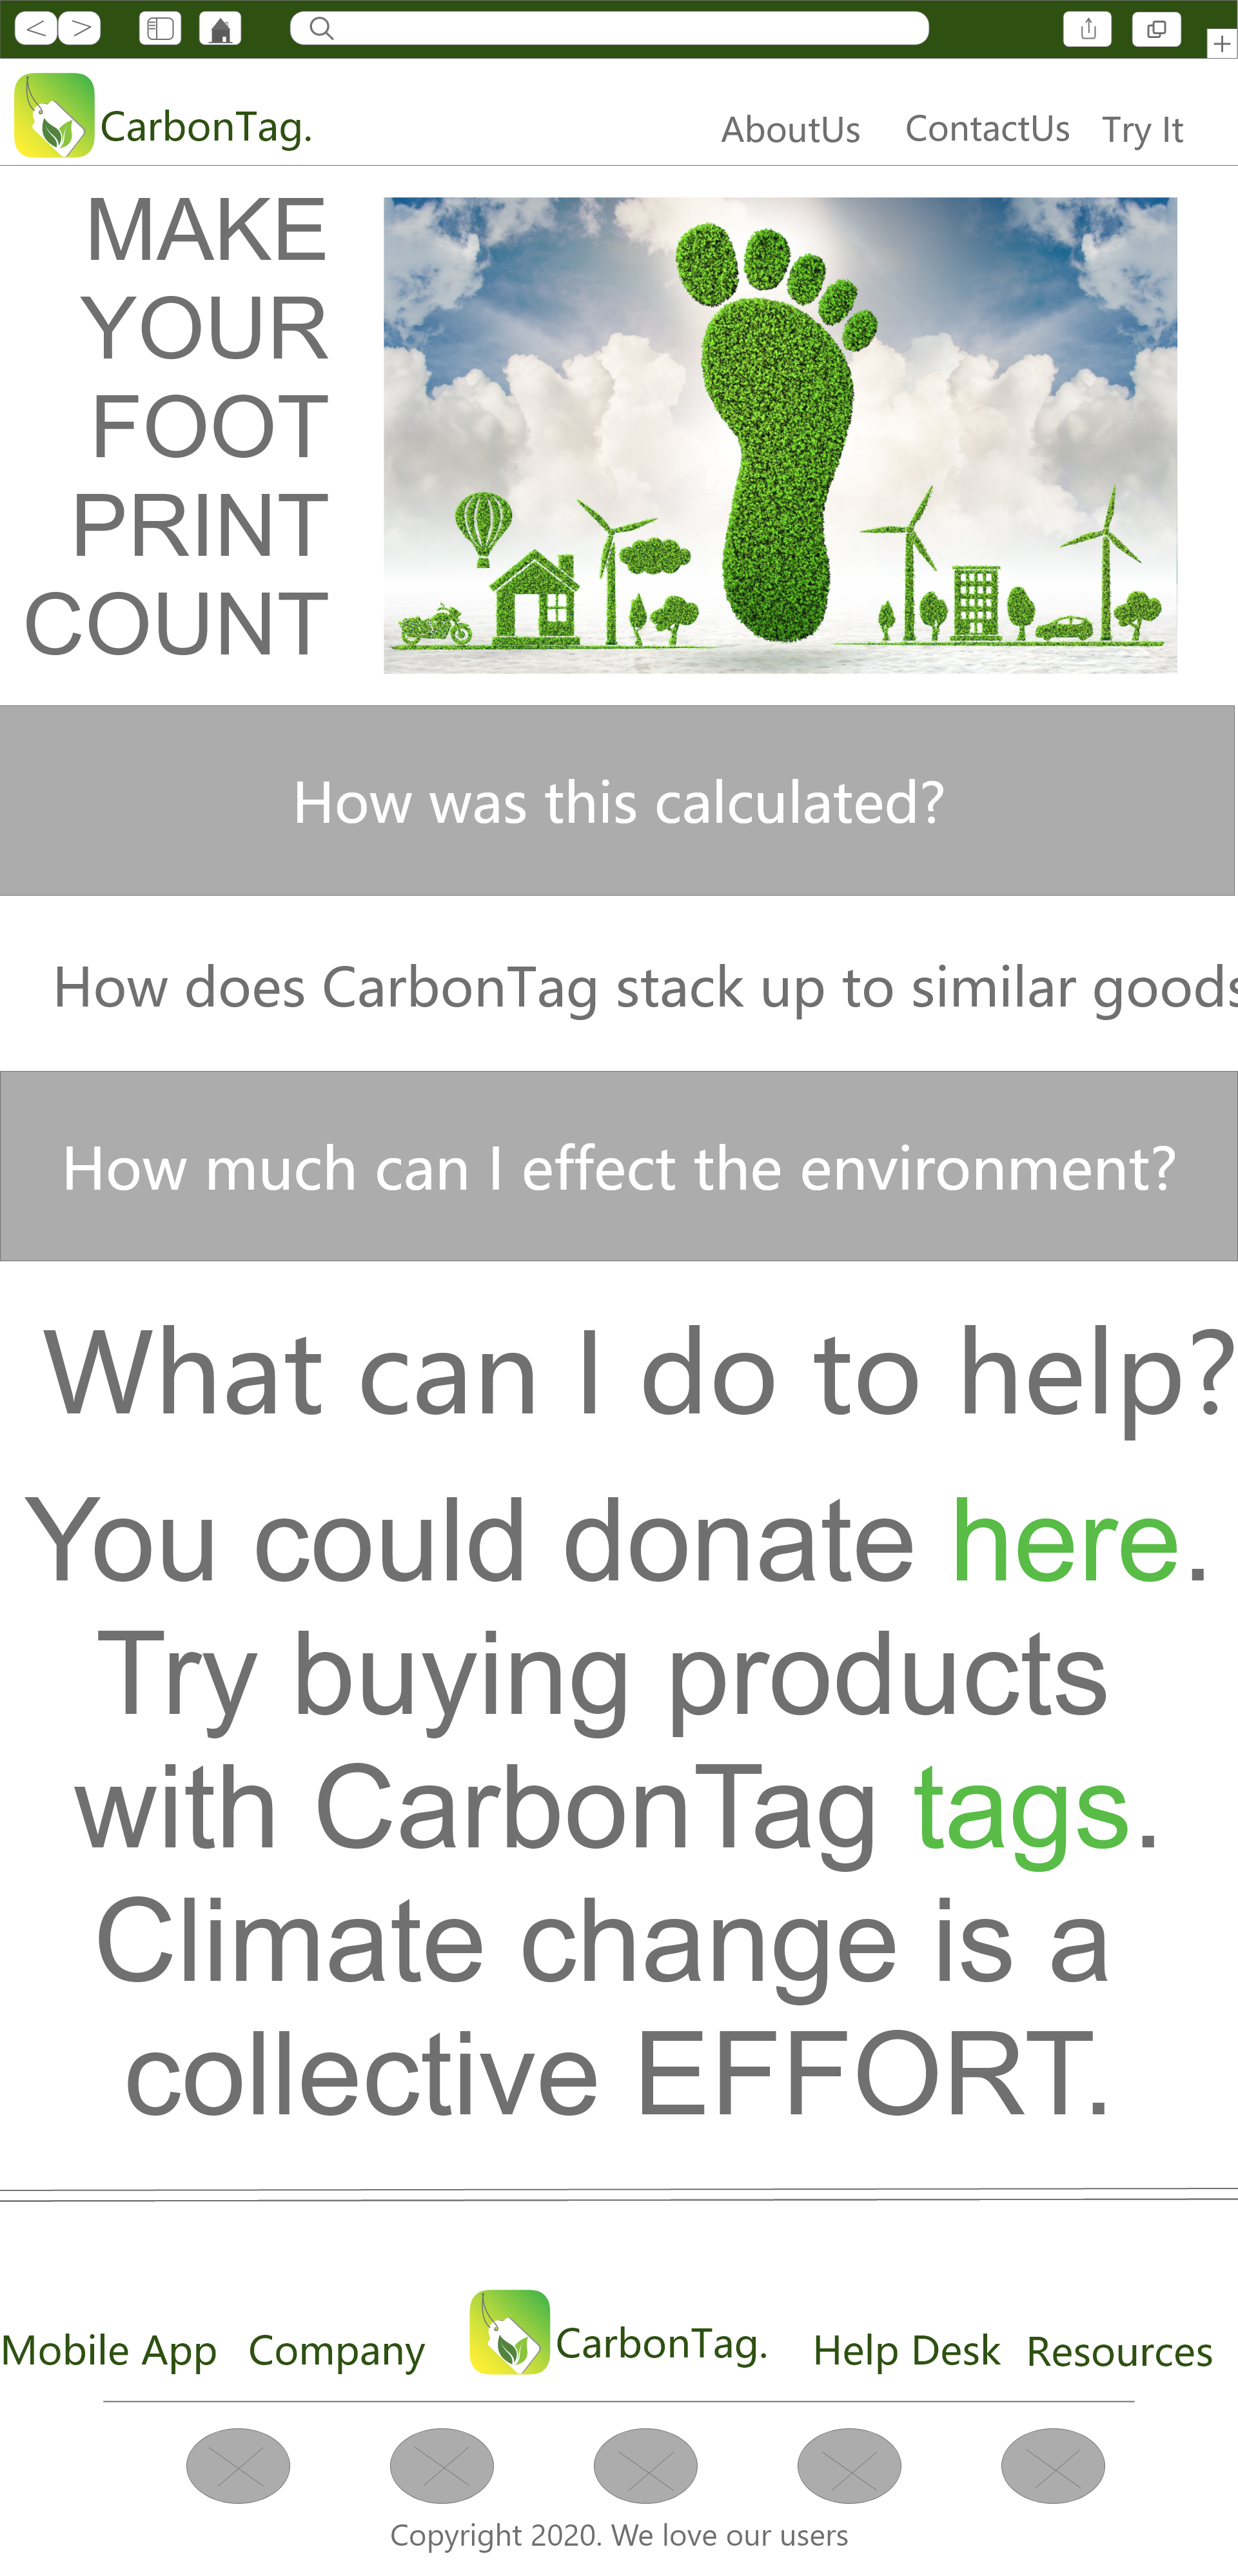 CarbonTag.
AboutUs ContactUs Try It
MAKE
YOUR
FOOT
PRINT
COUNT
How was this calculated?
How does CarbonTag stack up to similar goods
How much can I effect the environment?
What can I do to help?
You could donate here.
Try buying products
with CarbonTag tags.
Climate change is a
collective EFFORT.
Mobile App Company CarbonTag. Help Desk Resources
Copyright 2020. We love our users